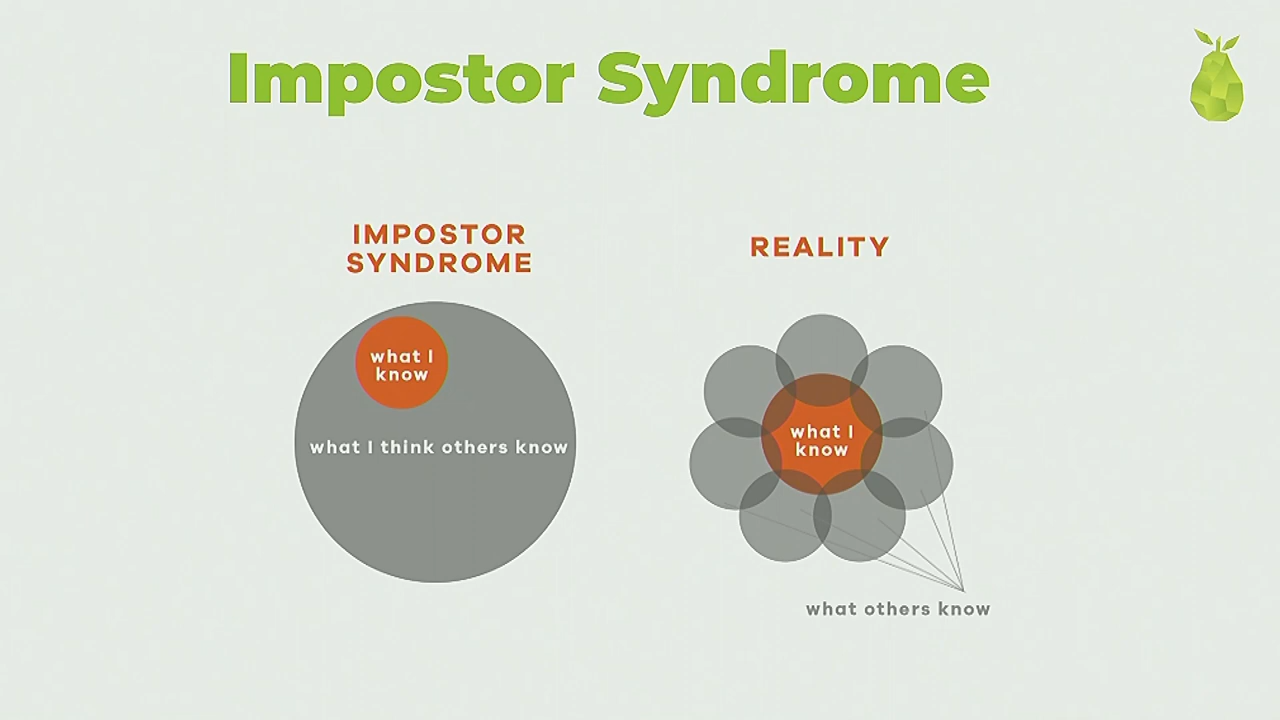 Impostor Syndrome
IMPOSTOR
SYNDROME
what I
know
what I think others know
REALITY
what I
know
what others know